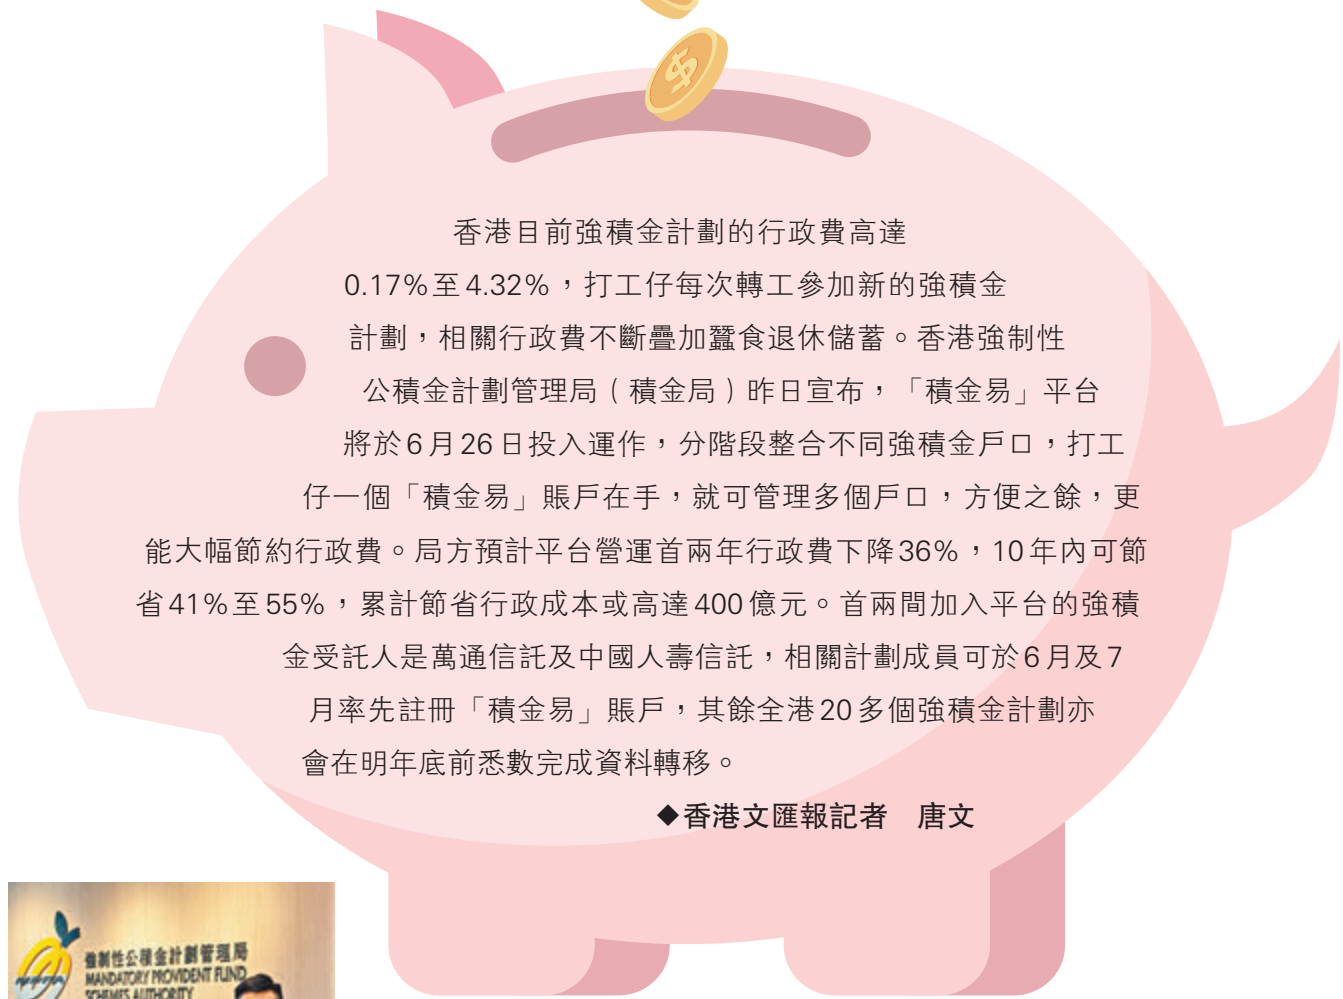 香港目前強積金計劃的行政費高達
0.17%至4.32%，打工仔每次轉工參加新的強積金
計劃，相關行政費不斷疊加蠶食退休儲蓄。香港強制性
公積金計劃管理局（積金局）昨日宣布，「積金易」平台
將於6月26日投入運作，分階段整合不同強積金戶口，打工
仔一個「積金易」賬戶在手，就可管理多個戶口，方便之餘，更
能大幅節約行政費。局方預計平台營運首兩年行政費下降36%，10年內可節
省41%至55%，累計節省行政成本或高達400億元。首兩間加入平台的強積
金受託人是萬通信託及中國人壽信託，相關計劃成員可於6月及7
月率先註冊「積金易」賬戶，其餘全港20多個強積金計劃亦
會在明年底前悉數完成資料轉移。
◆香港文匯報記者　唐文
$
強制性公積金計劃管理局
MANDATORY PROVIDENT FUND
SCHEMES AUTHORITY